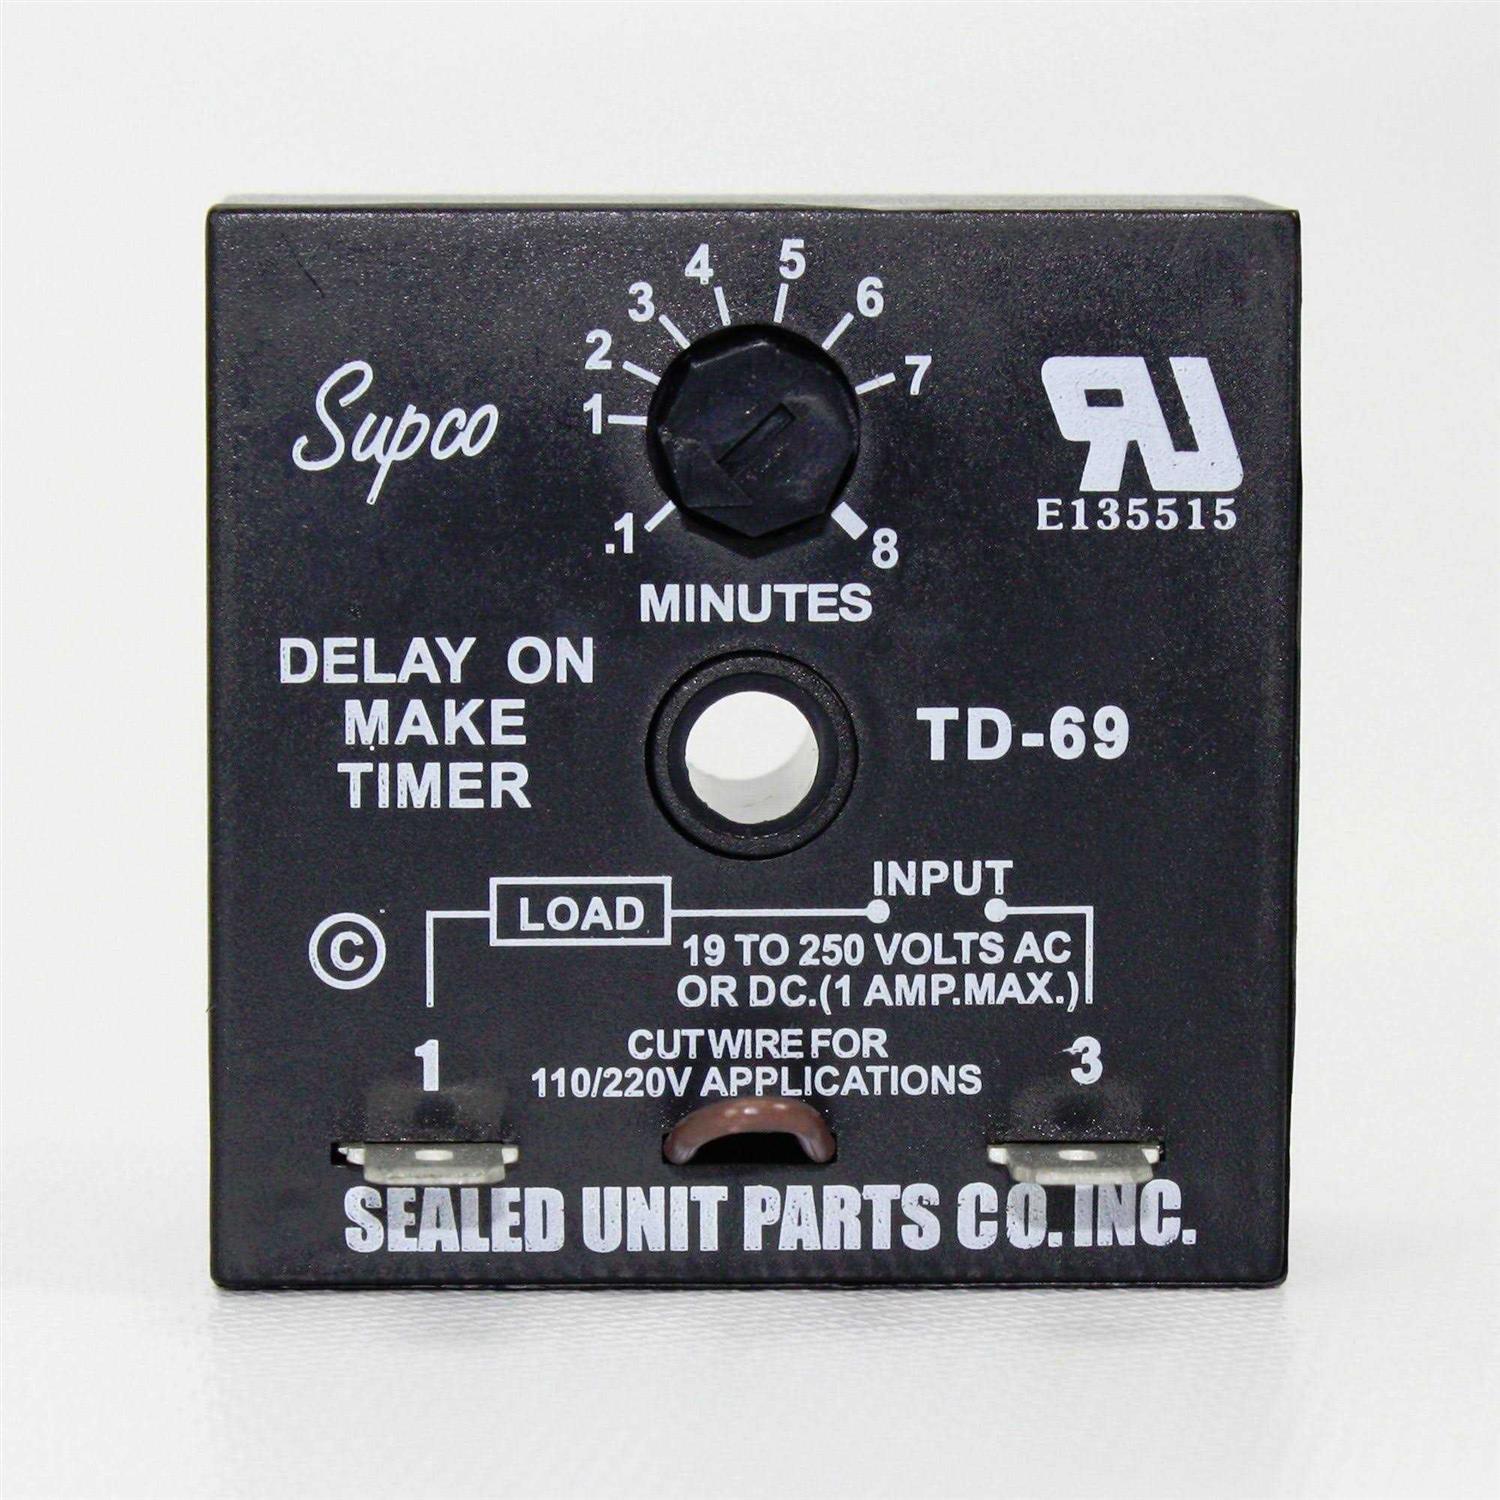 4 5
3 6
2 7
1
.1 8
MINUTES
Supco
RU
E135515
DELAY ON
MAKE
TIMER
TD-69
INPUT
LOAD
©
19 TO 250 VOLTS AC
OR DC.(1 AMP.MAX.)
1 3
CUT WIRE FOR
110/220V APPLICATIONS
SEALED UNIT PARTS CO. INC.